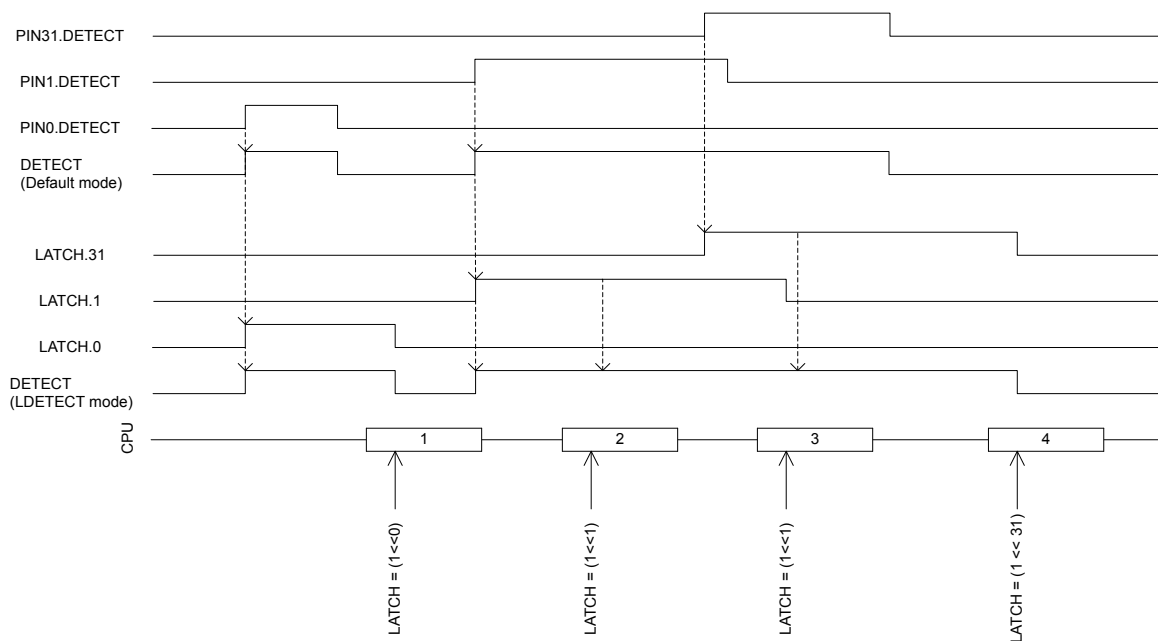 PIN31.DETECT
PIN1.DETECT
PIN0.DETECT
DETECT
(Default mode)
LATCH.31
LATCH.1
LATCH.0
DETECT
(LDETECT mode)
CPU
1
2
3
4
LATCH = (1<<0)
LATCH = (1<<1)
LATCH = (1<<1)
LATCH = (1 << 31)